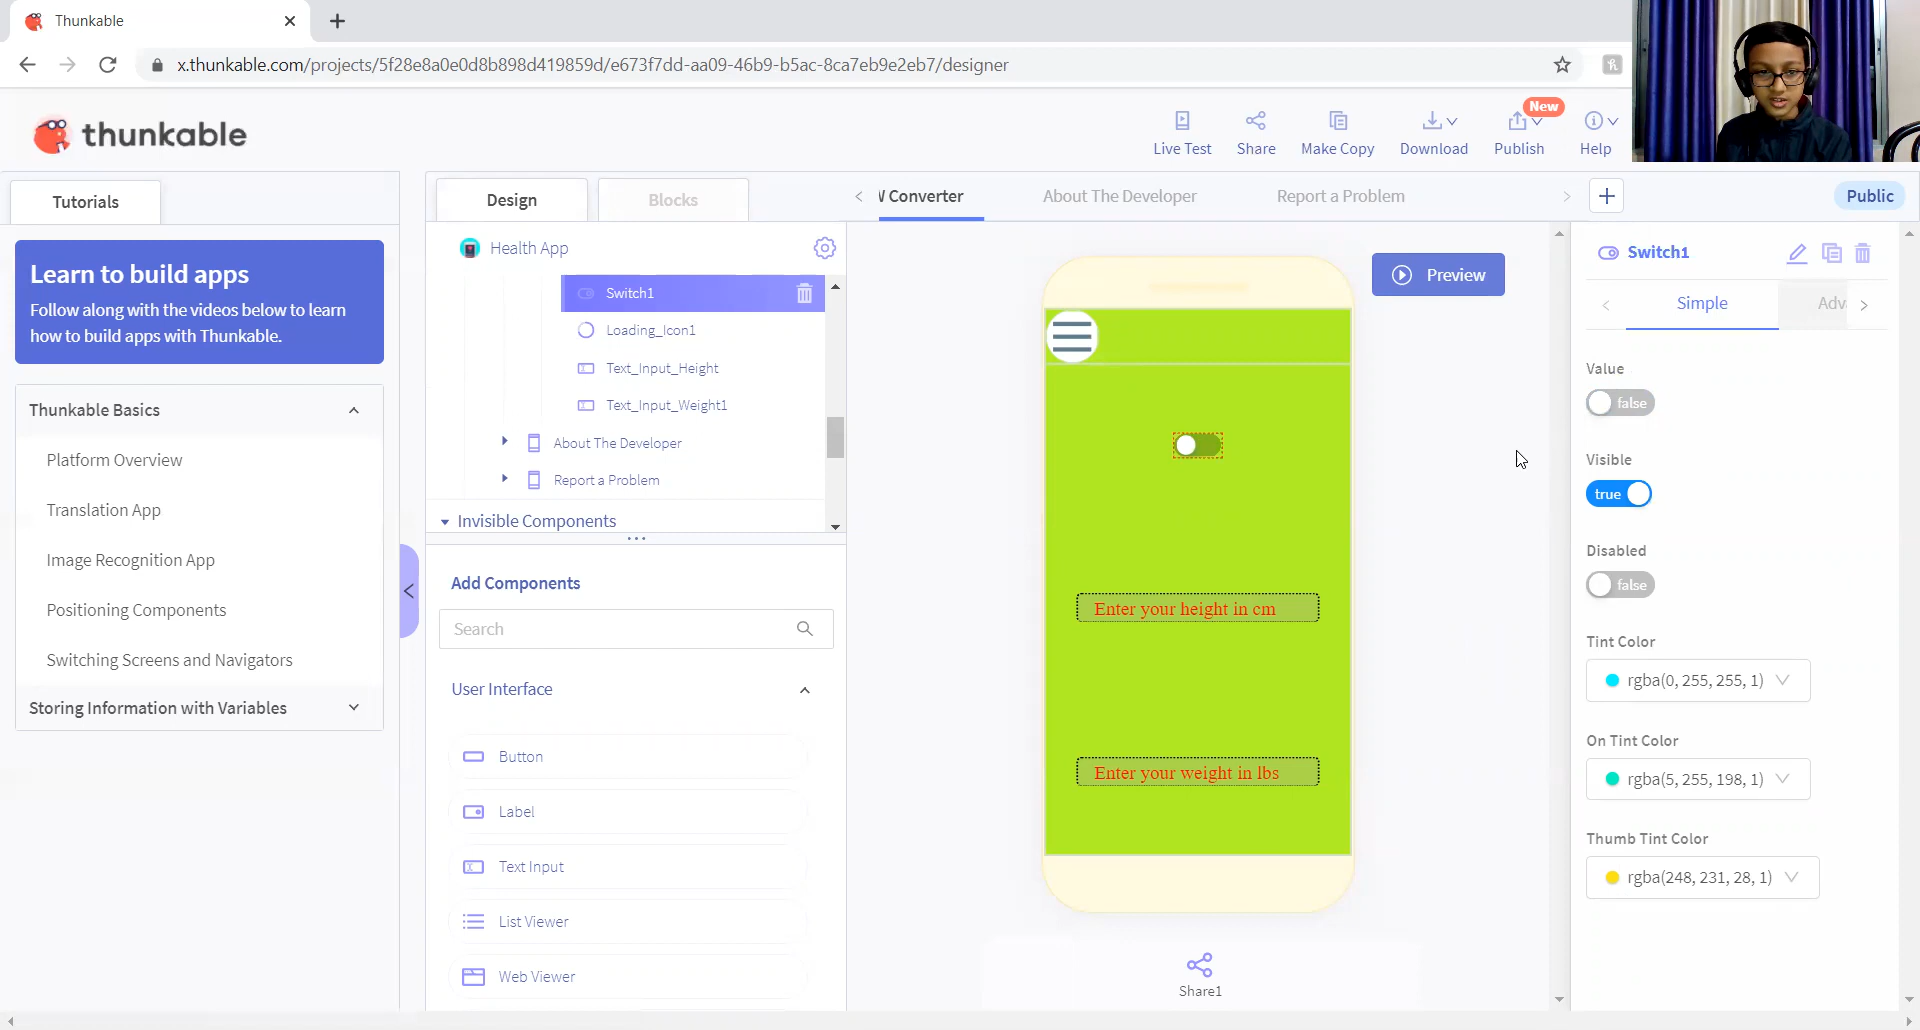 Thunkable
x.thunkable.com/projects/5f28e8a0e0d8b898d419859d/e673f7dd-aa09-46b9-b5ac-8ca7eb9e2eb7/designer
thunkable
New
Live Test
Share
Make Copy
Download
Publish
Help
Tutorials
Learn to build apps
Follow along with the videos below to learn
how to build apps with Thunkable.
Thunkable Basics
Platform Overview
Translation App
Image Recognition App
Positioning Components
Switching Screens and Navigators
Storing Information with Variables
Design
Blocks
Health App
Switch1
Loading_Icon1
Text_Input_Height
Text_Input_Weight1
About The Developer
Report a Problem
Invisible Components
Add Components
Search
User Interface
Button
Label
Text Input
List Viewer
Web Viewer
Converter
About The Developer
Report a Problem
Public
Preview
Enter your height in cm
Enter your weight in lbs
Share1
Switch1
Simple
Adv
Value
false
Visible
true
Disabled
false
Tint Color
rgba(0, 255, 255, 1)
On Tint Color
rgba(5, 255, 198, 1)
Thumb Tint Color
rgba(248, 231, 28, 1)